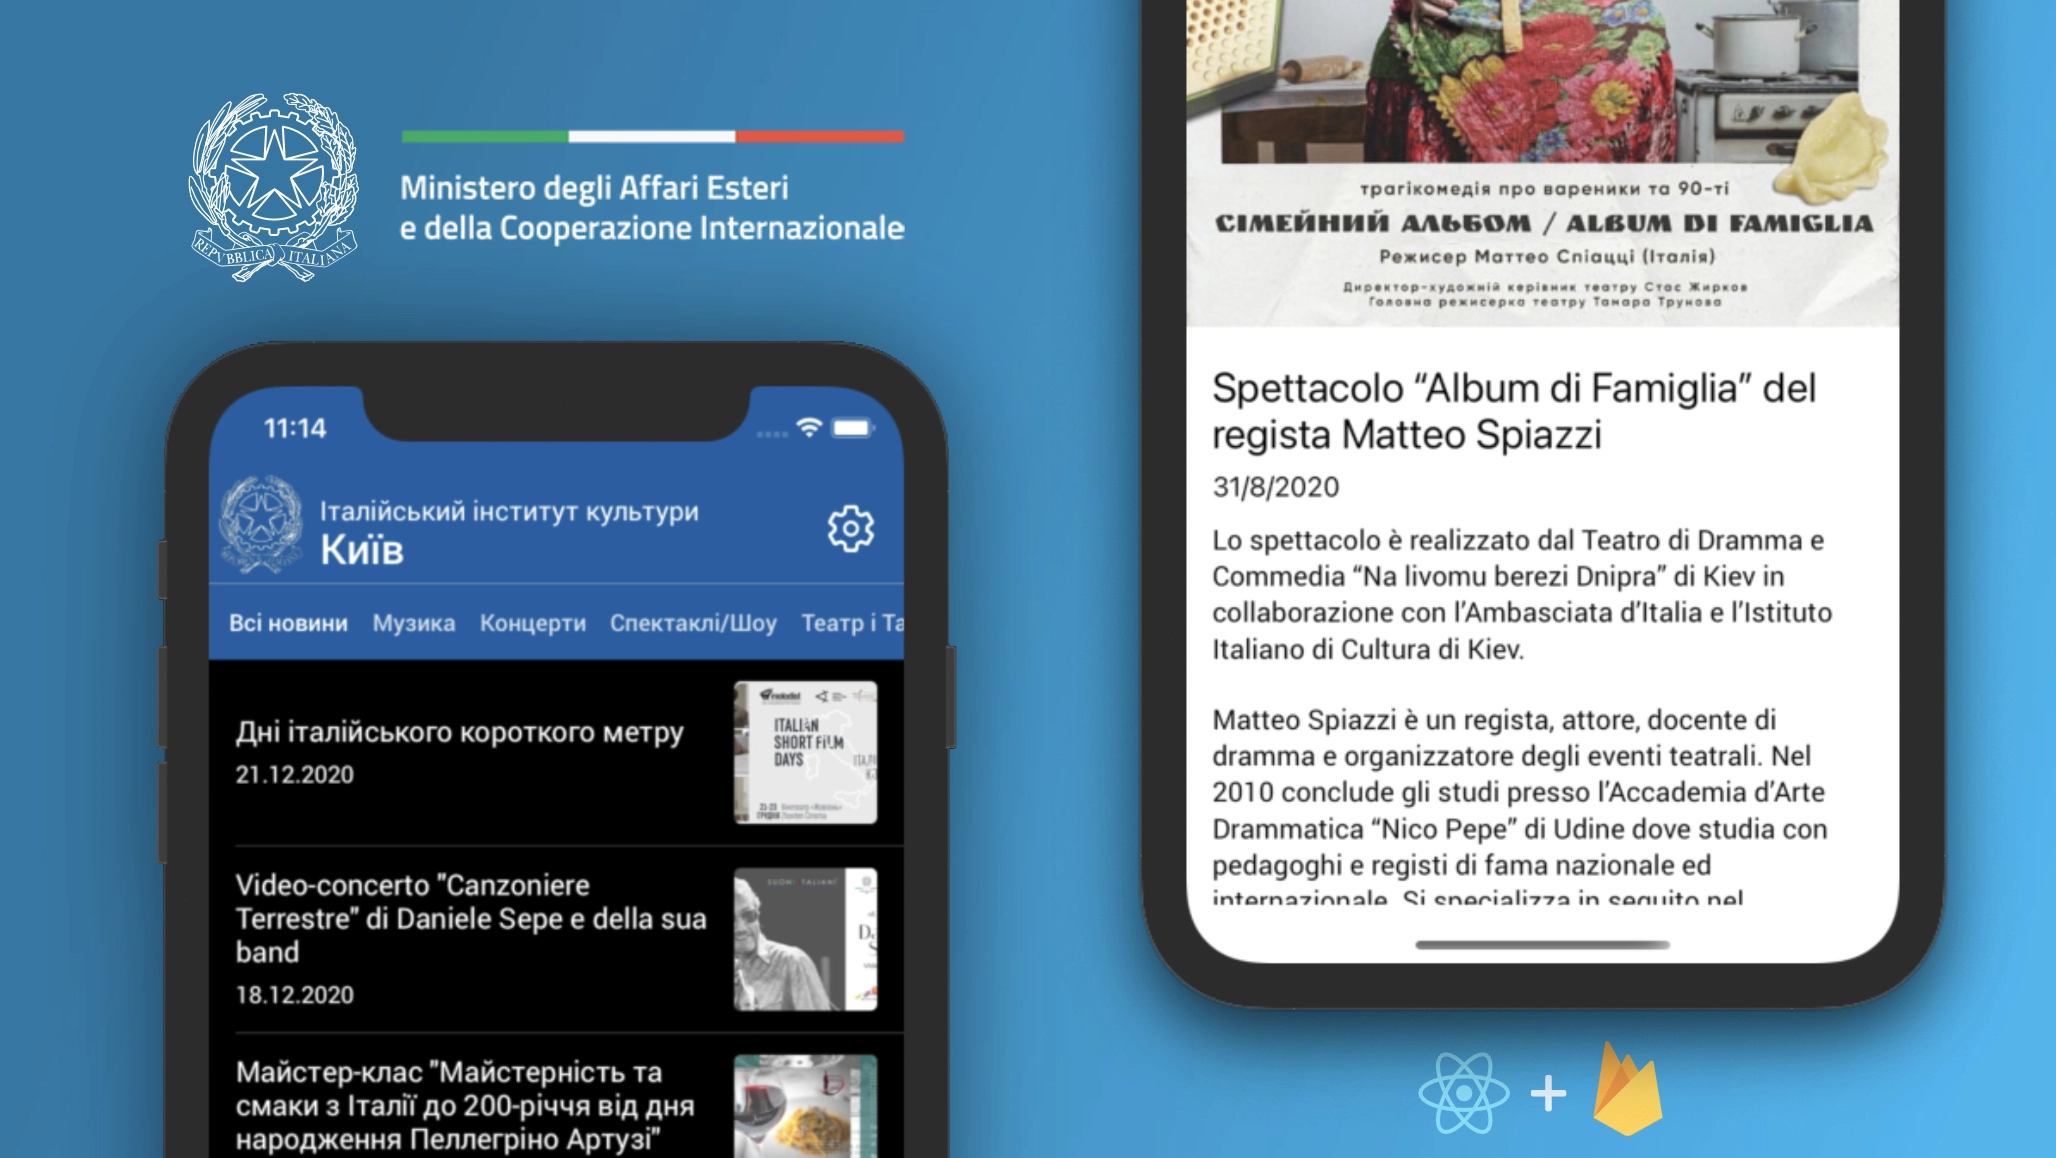 REPVBBLICA ITALIANA
Ministero degli Affari Esteri
e della Cooperazione Internazionale
11:14
Італійський інститут культури
Київ
Всі новини Музика Концерти Спектаклі/Шоу Театр і Та
Дні італійського короткого метру
21.12.2020
ITALIAN
SHORT FILM
DAYS
21-23
ГРУДНЯ
Video-concerto "Canzoniere
Terrestre" di Daniele Sepe e della sua
band
18.12.2020
Майстер-клас "Майстерність та
смаки з Італії до 200-річчя від дня
народження Пеллегріно Артузі"
трагікомедія про вареники та 90-ті
СІМЕЙНИЙ АЛЬБОМ / ALBUM DI FAMIGLIA
Режисер Маттео Спіацці (Італія)
Директор-художній керівник театру Стас Жирков
Головна режисерка театру Тамара Трунова
Spettacolo “Album di Famiglia” del
regista Matteo Spiazzi
31/8/2020
Lo spettacolo è realizzato dal Teatro di Dramma e
Commedia “Na livomu berezi Dnipra” di Kiev in
collaborazione con l’Ambasciata d’Italia e l’Istituto
Italiano di Cultura di Kiev.
Matteo Spiazzi è un regista, attore, docente di
dramma e organizzatore degli eventi teatrali. Nel
2010 conclude gli studi presso l’Accademia d’Arte
Drammatica “Nico Pepe” di Udine dove studia con
pedagoghi e registi di fama nazionale ed
internazionale. Si specializza in seguito nel
+